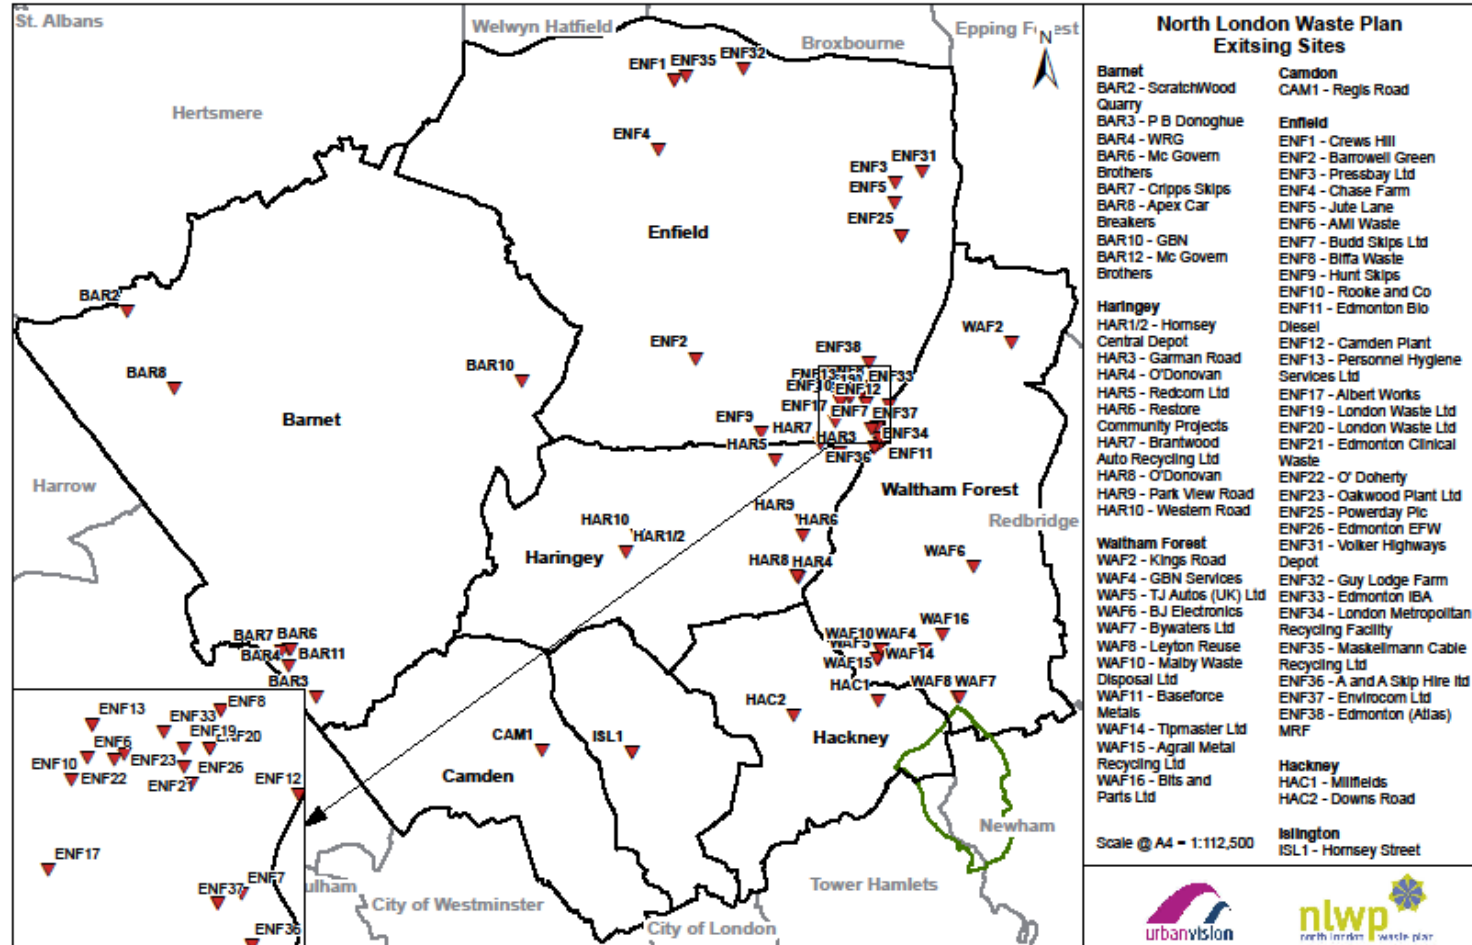 St. Albans
Welwyn Hatfield
Broxbourne
N
Hertsmere
ENF1
ENF35
ENF32
ENF4
ENF3
ENF31
ENF5
ENF25
Enfield
BAR2
BAR8
BAR10
Barnet
ENF2
ENF38
WAF2
ENF33
ENF12
ENF17
ENF7
ENF37
ENF9
HAR7
HAR3
ENF34
HAR5
ENF36
ENF11
Harrow
Waltham Forest
Redbridge
HAR9
HAR10
HAR6
HAR1/2
Haringey
WAF6
HAR8
HAR4
BAR7
BAR6
BAR4
BAR11
BAR3
WAF10
WAF4
WAF16
WAF14
WAF15
HAC1
WAF8
WAF7
HAC2
Hackney
CAM1
ISL1
Camden
ENF13
ENF33
ENF8
ENF19
ENF6
ENF23
ENF10
ENF22
ENF26
ENF21
ENF12
ENF17
ENF37
ENF7
ENF36
Newham
Tower Hamlets
City of Westminster
City of London
North London Waste Plan
Exitsing Sites
Barnet
BAR2 - ScratchWood
Quarry
BAR3 - P B Donoghue
BAR4 - WRG
BAR6 - Mc Govern
Brothers
BAR7 - Cripps Skips
BAR8 - Apex Car
Breakers
BAR10 - GBN
BAR12 - Mc Govern
Brothers
Haringey
HAR1/2 - Hornsey
Central Depot
HAR3 - Garman Road
HAR4 - O'Donovan
HAR5 - Redcorn Ltd
HAR6 - Restore
Community Projects
HAR7 - Brantwood
Auto Recycling Ltd
HAR8 - O'Donovan
HAR9 - Park View Road
HAR10 - Western Road
Waltham Forest
WAF2 - Kings Road
WAF4 - GBN Services
WAF5 - TJ Autos (UK) Ltd
WAF6 - BJ Electronics
WAF7 - Bywaters Ltd
WAF8 - Leyton Reuse
WAF10 - Malby Waste
Disposal Ltd
WAF11 - Baseforce
Metals
WAF14 - Tipmaster Ltd
WAF15 - Agrali Metal
Recycling Ltd
WAF16 - Bits and
Parts Ltd
Scale @ A4 = 1:112,500
Camdon
CAM1 - Regis Road
Enfield
ENF1 - Crews Hill
ENF2 - Barrowell Green
ENF3 - Pressbay Ltd
ENF4 - Chase Farm
ENF5 - Jute Lane
ENF6 - AMI Waste
ENF7 - Budd Skips Ltd
ENF8 - Biffa Waste
ENF9 - Hunt Skips
ENF10 - Rooke and Co
ENF11 - Edmonton Bio
Diesel
ENF12 - Camden Plant
ENF13 - Personnel Hygiene
Services Ltd
ENF17 - Albert Works
ENF19 - London Waste Ltd
ENF20 - London Waste Ltd
ENF21 - Edmonton Clinical
Waste
ENF22 - O' Doherty
ENF23 - Oakwood Plant Ltd
ENF25 - Powerday Plc
ENF26 - Edmonton EFW
ENF31 - Volker Highways
Depot
ENF32 - Guy Lodge Farm
ENF33 - Edmonton IBA
ENF34 - London Metropolitan
Recycling Facility
ENF35 - Maskellmann Cable
Recycling Ltd
ENF36 - A and A Skip Hire ltd
ENF37 - Envirocom Ltd
ENF38 - Edmonton (Atlas)
MRF
Hackney
HAC1 - Millfields
HAC2 - Downs Road
Islington
ISL1 - Hornsey Street
urbanvision
nlwp
north london waste plan